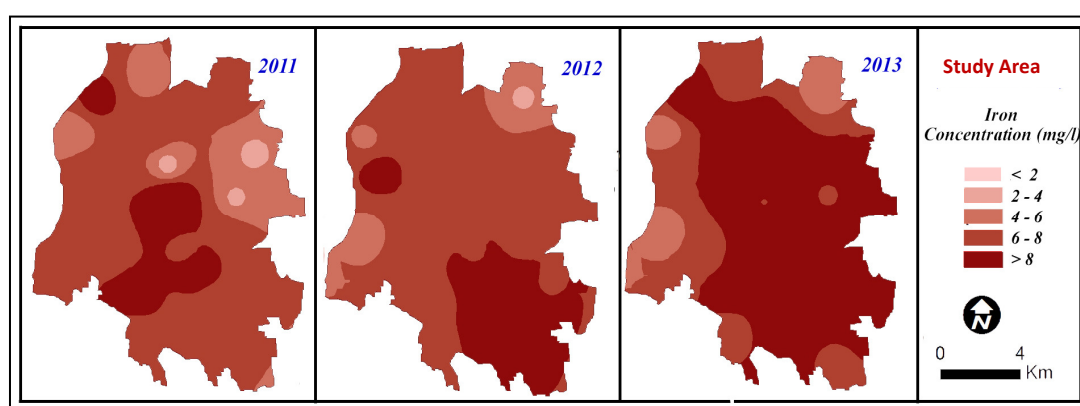 2011
2012
2013
Study Area
Iron
Concentration (mg/l)
< 2
2 - 4
4 - 6
6 - 8
> 8
N
0 4
Km